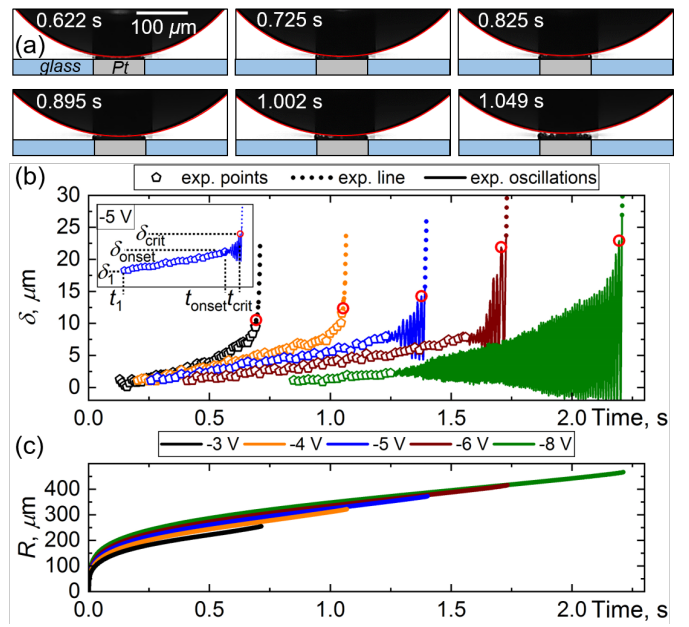 (a)
0.622 s
100 µm
glass Pt
0.725 s
0.825 s
0.895 s
1.002 s
1.049 s
(b)
exp. points exp. line exp. oscillations
30
25
20
15
10
5
0
δ, µm
-5 V
δcrit
δonset
δ1
t1 tonset tcrit
0.0 0.5 1.0 1.5 2.0 Time, s
(c)
-3 V -4 V -5 V -6 V -8 V
400
300
200
100
0
R, µm
0.0 0.5 1.0 1.5 2.0 Time, s